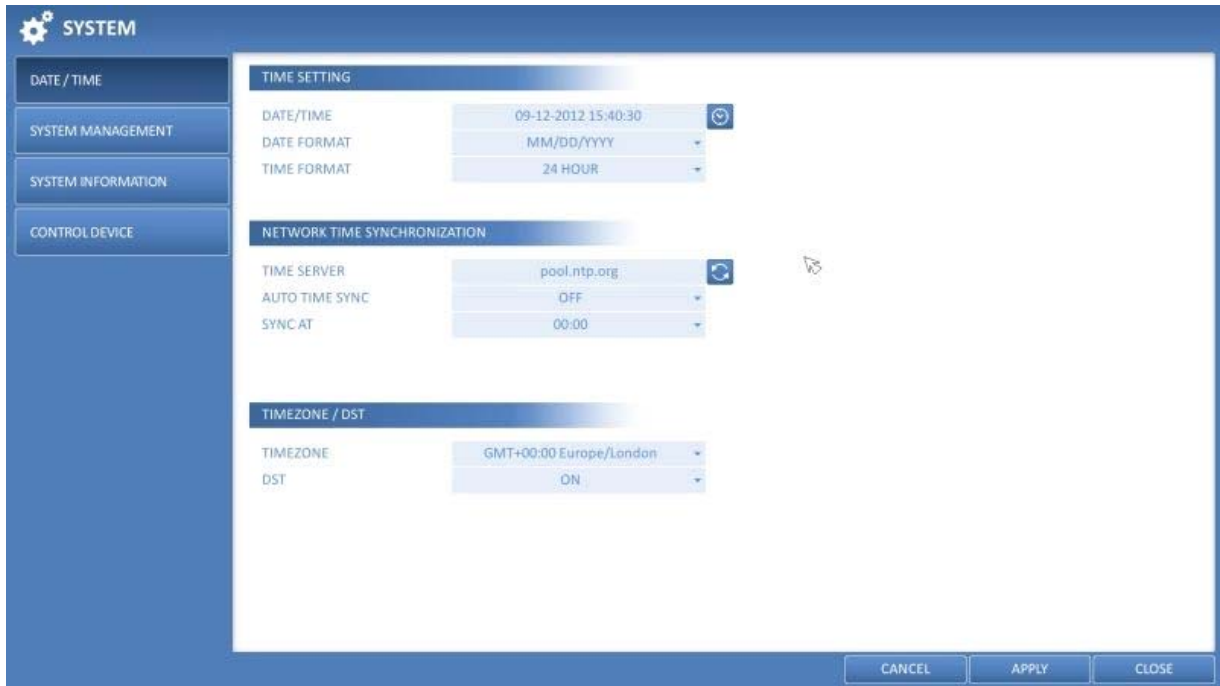 SYSTEM
DATE / TIME
SYSTEM MANAGEMENT
SYSTEM INFORMATION
CONTROL DEVICE
TIME SETTING
DATE/TIME 09-12-2012 15:40:30
DATE FORMAT MM/DD/YYYY
TIME FORMAT 24 HOUR
NETWORK TIME SYNCHRONIZATION
TIME SERVER pool.ntp.org
AUTO TIME SYNC OFF
SYNC AT 00:00
TIMEZONE / DST
TIMEZONE GMT+00:00 Europe/London
DST ON
CANCEL APPLY CLOSE